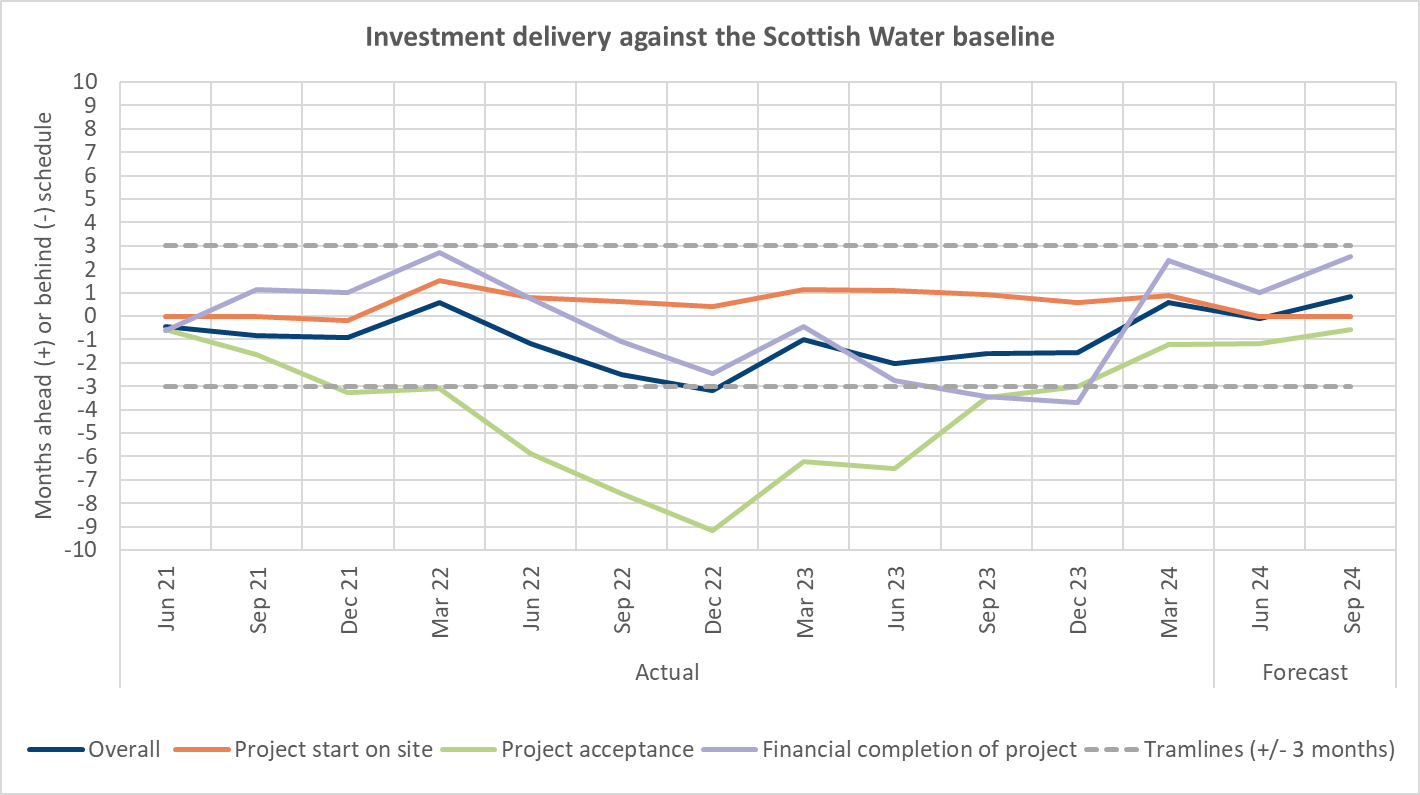 Investment delivery against the Scottish Water baseline
Months ahead (+) or behind (-) schedule
10
9
8
7
6
5
4
3
2
1
0
-1
-2
-3
-4
-5
-6
-7
-8
-9
-10
Jun 21
Sep 21
Dec 21
Mar 22
Jun 22
Sep 22
Dec 22
Mar 23
Jun 23
Sep 23
Dec 23
Mar 24
Jun 24
Sep 24
Actual
Forecast
Overall
Project start on site
Project acceptance
Financial completion of project
Tramlines (+/- 3 months)